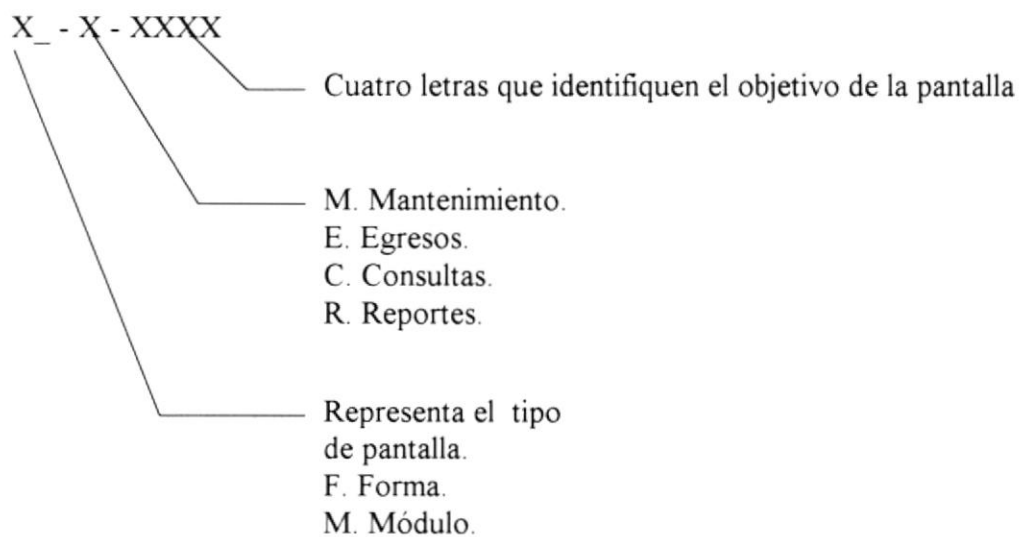 X_ - X - XXXX
Cuatro letras que identifiquen el objetivo de la pantalla
M. Mantenimiento.
E. Egresos.
C. Consultas.
R. Reportes.
Representa el tipo
de pantalla.
F. Forma.
M. Módulo.